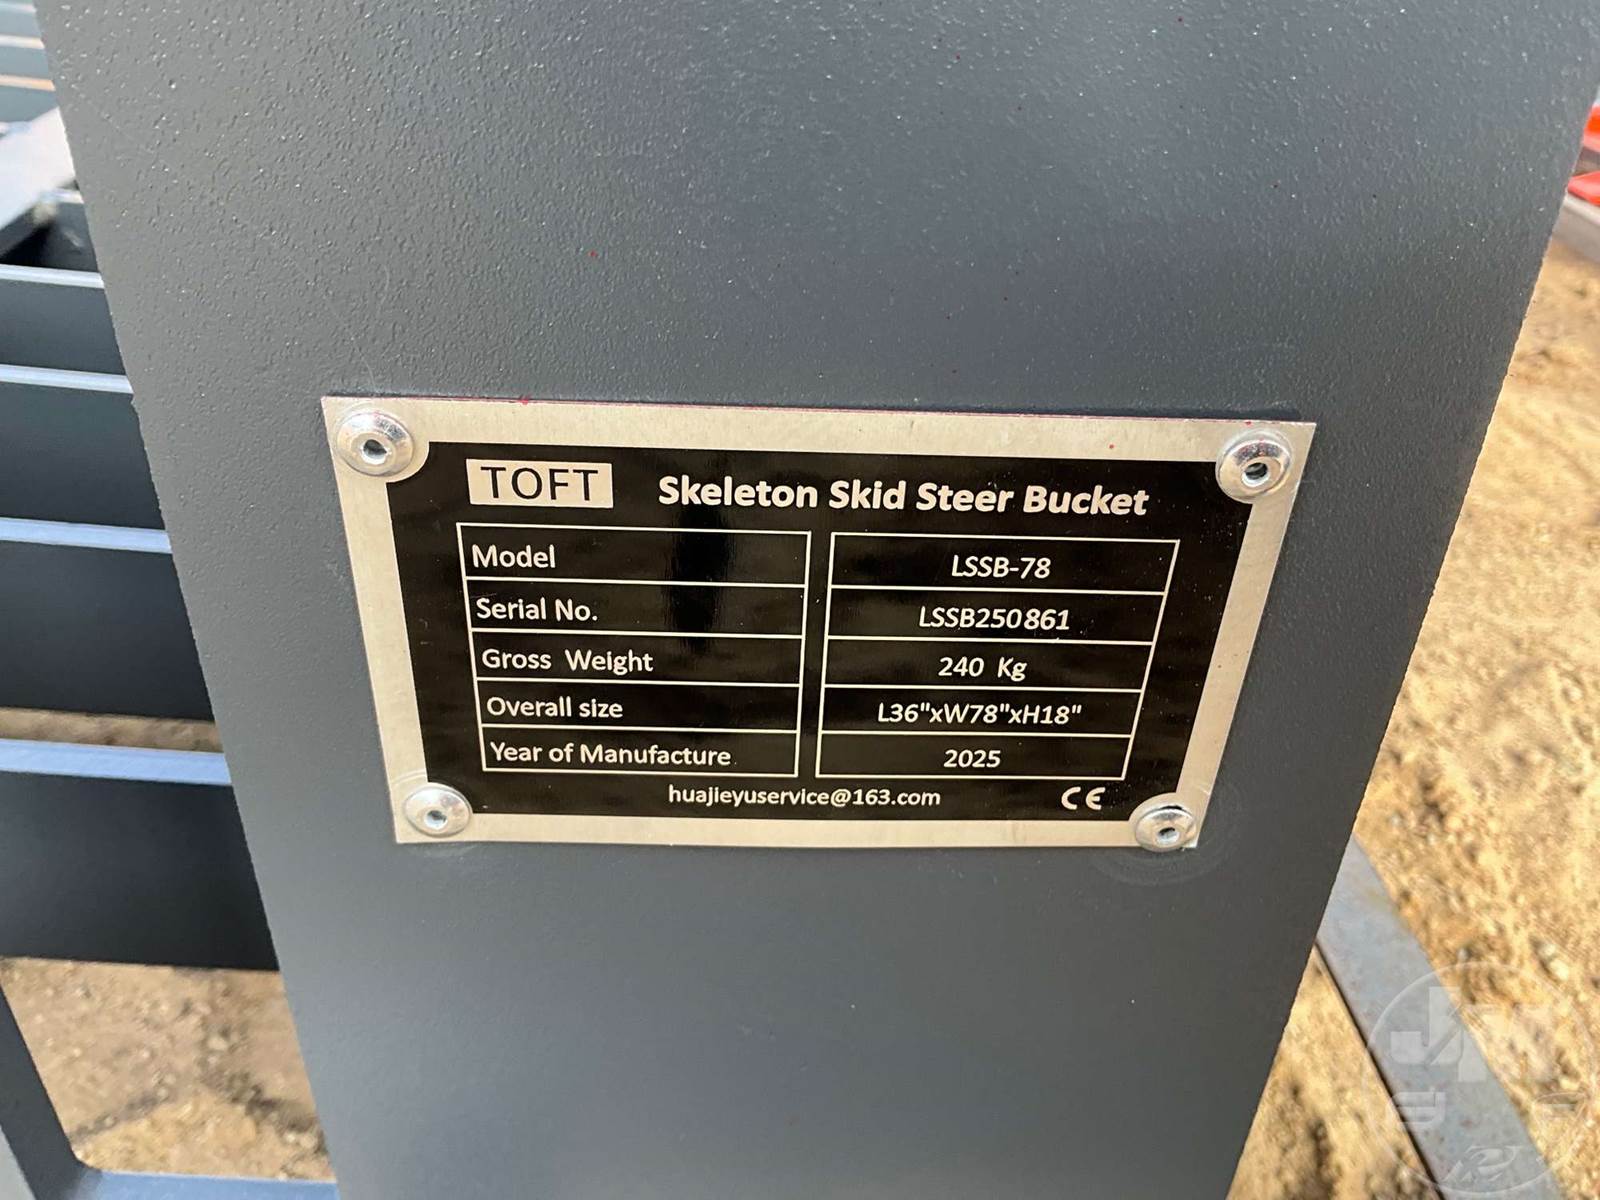 TOFT Skeleton Skid Steer Bucket
Model LSSB-78
Serial No. LSSB250861
Gross Weight 240 Kg
Overall size L36"xW78"xH18"
Year of Manufacture 2025
huajieyuservice@163.com CE